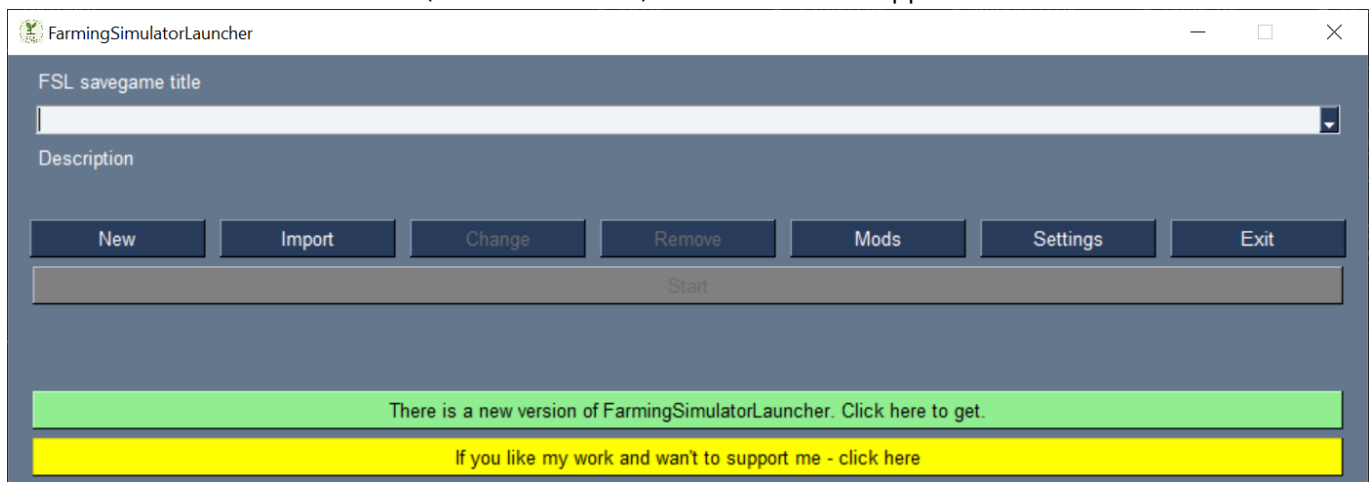 FarmingSimulatorLauncher
FSL savegame title
Description
New Import Change Remove Mods Settings Exit
Start
There is a new version of FarmingSimulatorLauncher. Click here to get.
If you like my work and wan't to support me - click here